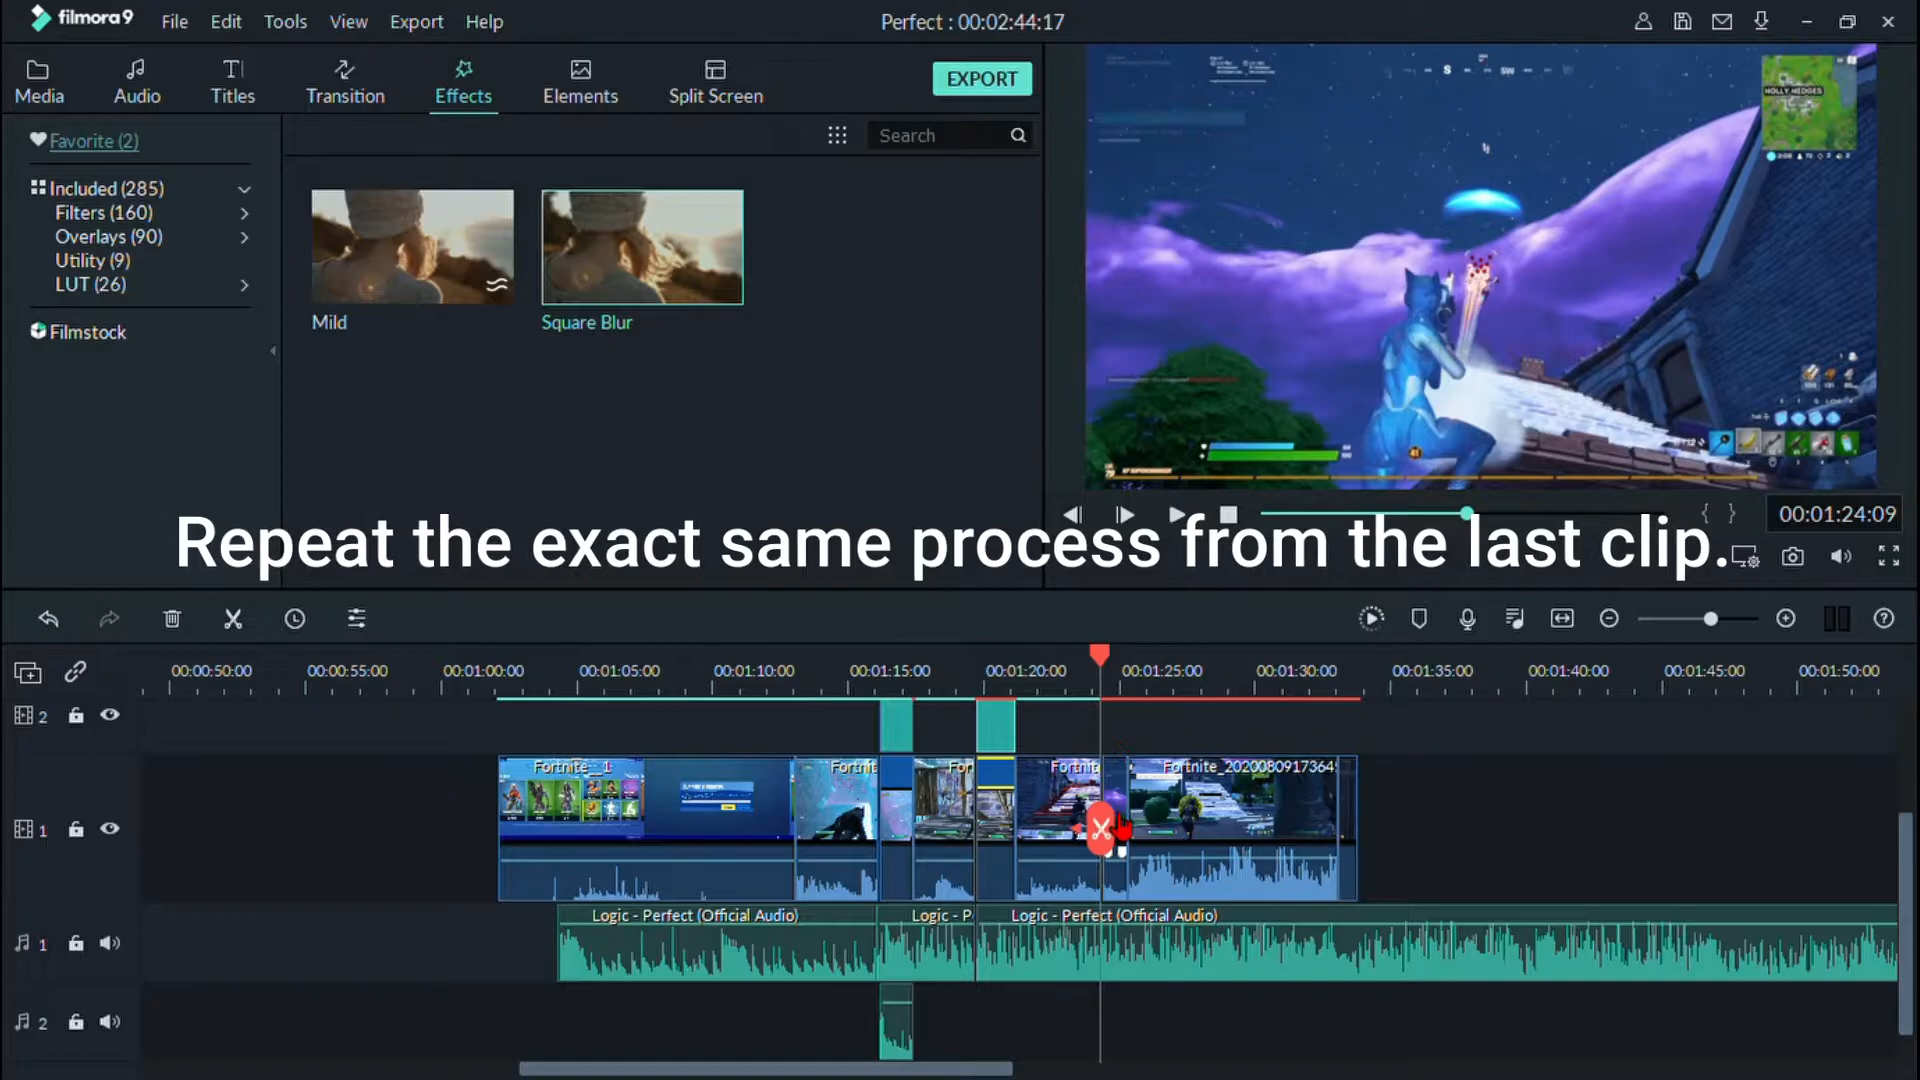 filmora9
File Edit Tools View Export Help
Perfect : 00:02:44:17
Media Audio Titles Transition Effects Elements Split Screen
EXPORT
Favorite (2)
Search
Included (285)
Filters (160)
Overlays (90)
Utility (9)
LUT (26)
Filmstock
Mild
Square Blur
S SW
HOLLY HEDGES
00:01:24:09
Repeat the exact same process from the last clip.
00:00:50:00 00:00:55:00 00:01:00:00 00:01:05:00 00:01:10:00 00:01:15:00 00:01:20:00 00:01:25:00 00:01:30:00 00:01:35:00 00:01:40:00 00:01:45:00 00:01:50:00
2
Fortnite_1 Fortnit For Fortnit Fortnite_2020080917364
1
Logic - Perfect (Official Audio) Logic - P Logic - Perfect (Official Audio)
1
2